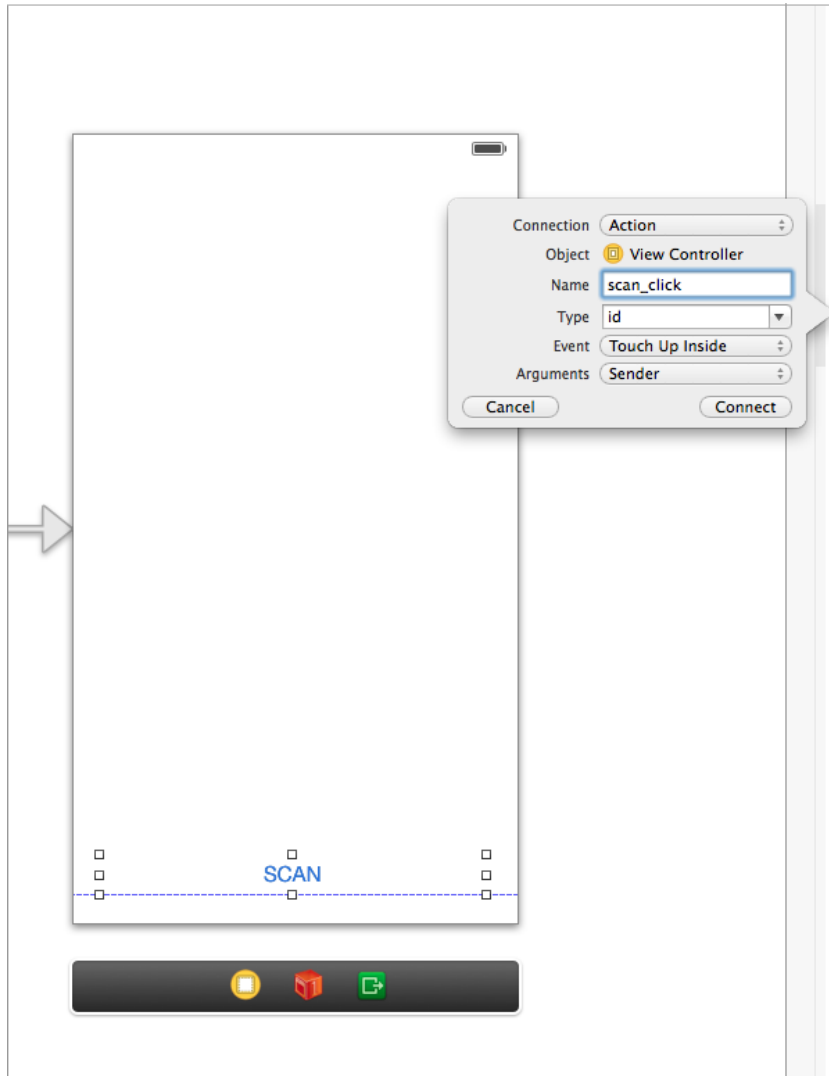 Connection Action
Object View Controller
Name scan_click
Type id
Event Touch Up Inside
Arguments Sender
Cancel Connect
SCAN